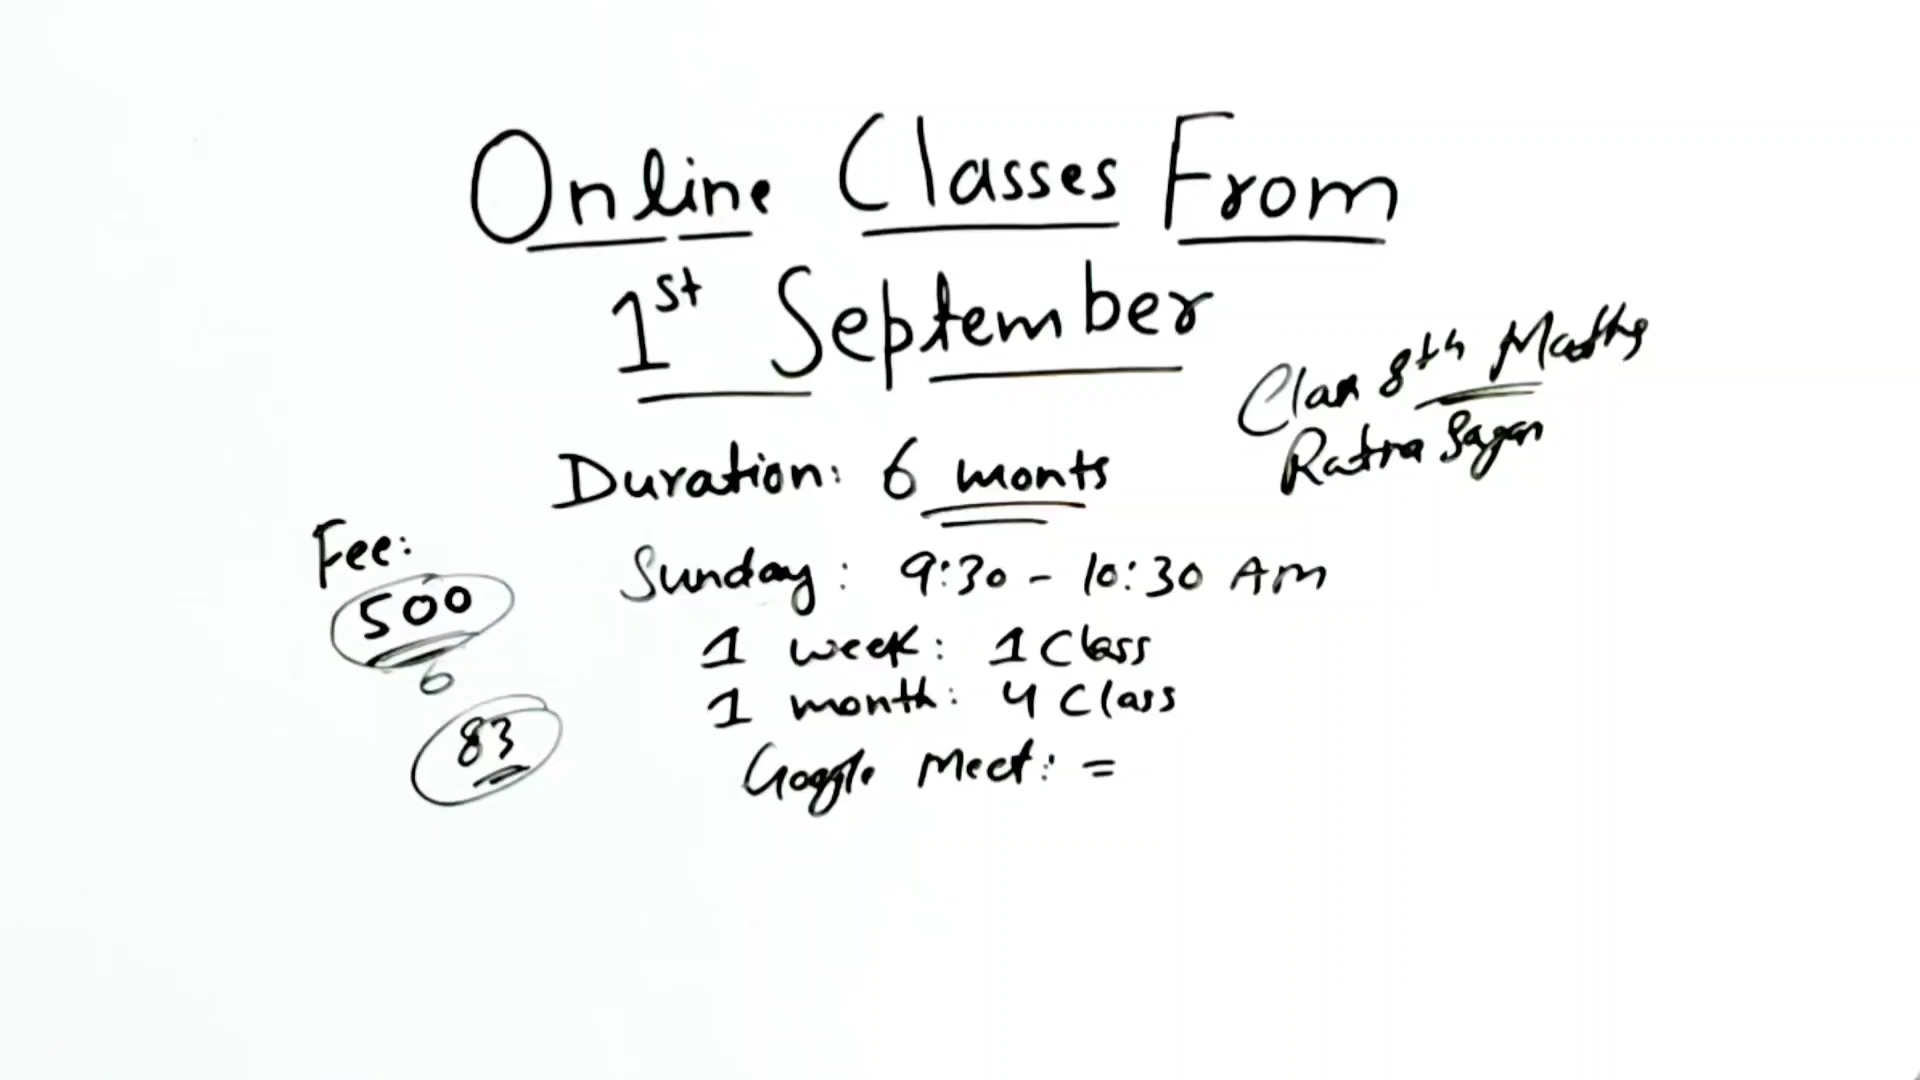 Online Classes From
1st September
Class 8th Maths
Ratna Sagar
Duration: 6 monts
Fee:
500
6
83
Sunday: 9:30 - 10:30 AM
1 week: 1 Class
1 month: 4 Class
Google Meet: =